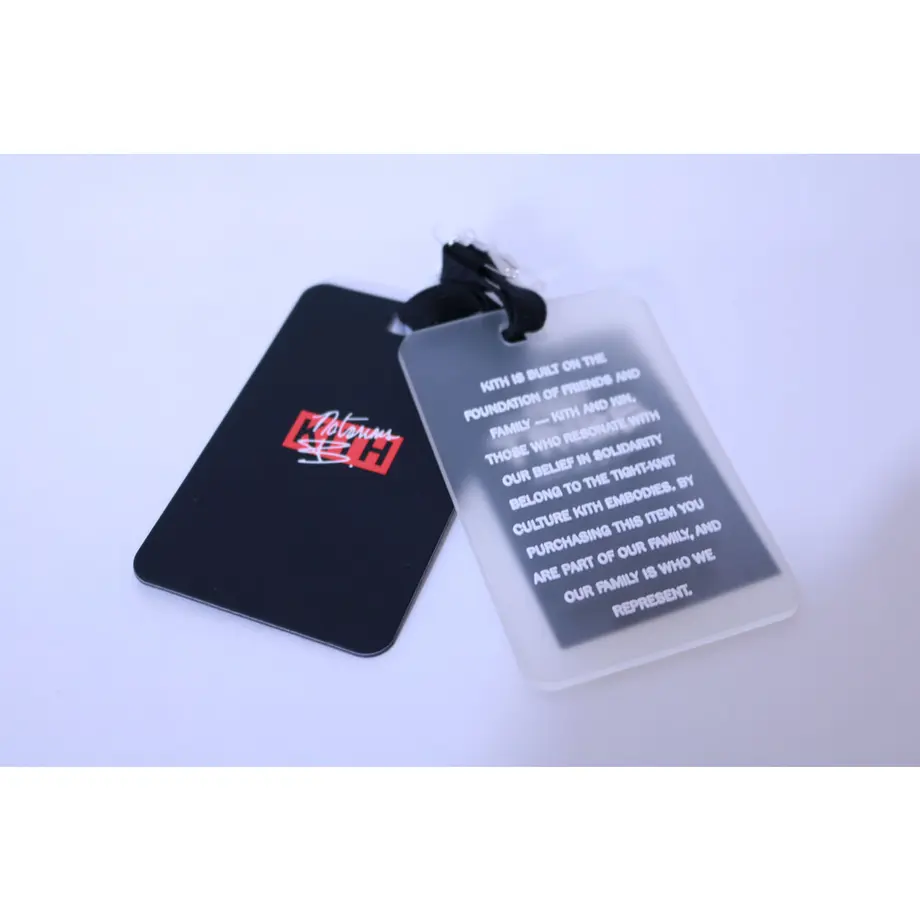 Notorious
KITH
B.
KITH IS BUILT ON THE
FOUNDATION OF FRIENDS AND
FAMILY — KITH AND KIN.
THOSE WHO RESONATE WITH
OUR BELIEF IN SOLIDARITY
BELONG TO THE TIGHT-KNIT
CULTURE KITH EMBODIES. BY
PURCHASING THIS ITEM YOU
ARE PART OF OUR FAMILY, AND
OUR FAMILY IS WHO WE
REPRESENT.